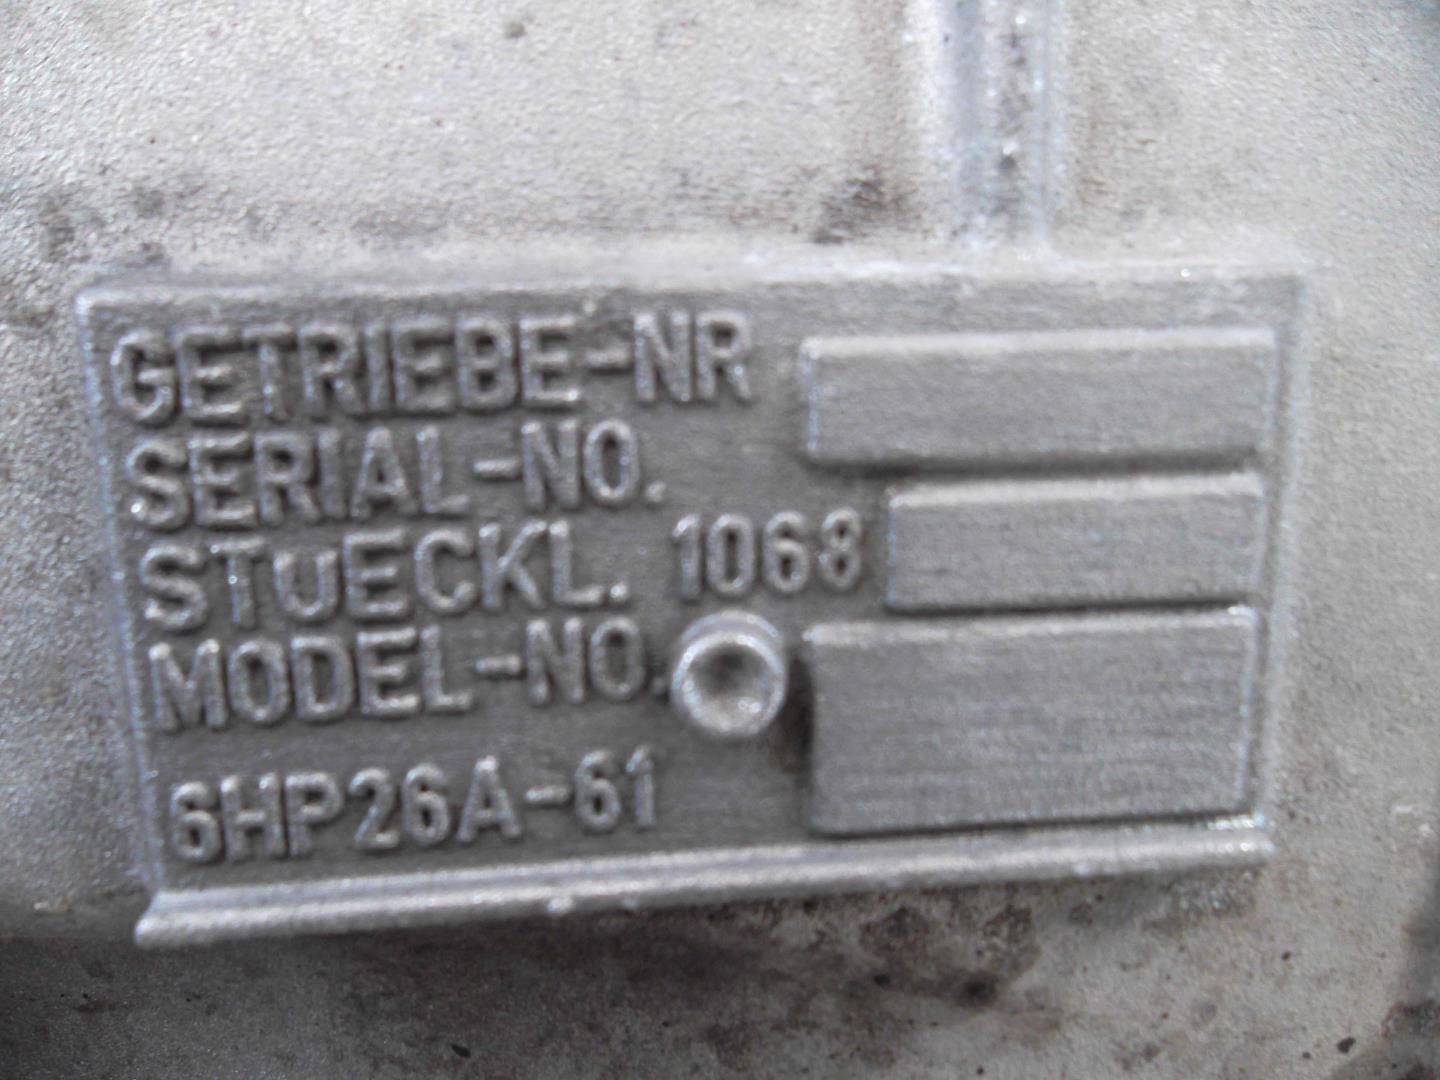 GETRIEBE-NR
SERIAL-NO.
STUECKL. 1068
MODEL-NO.
6HP26A-61